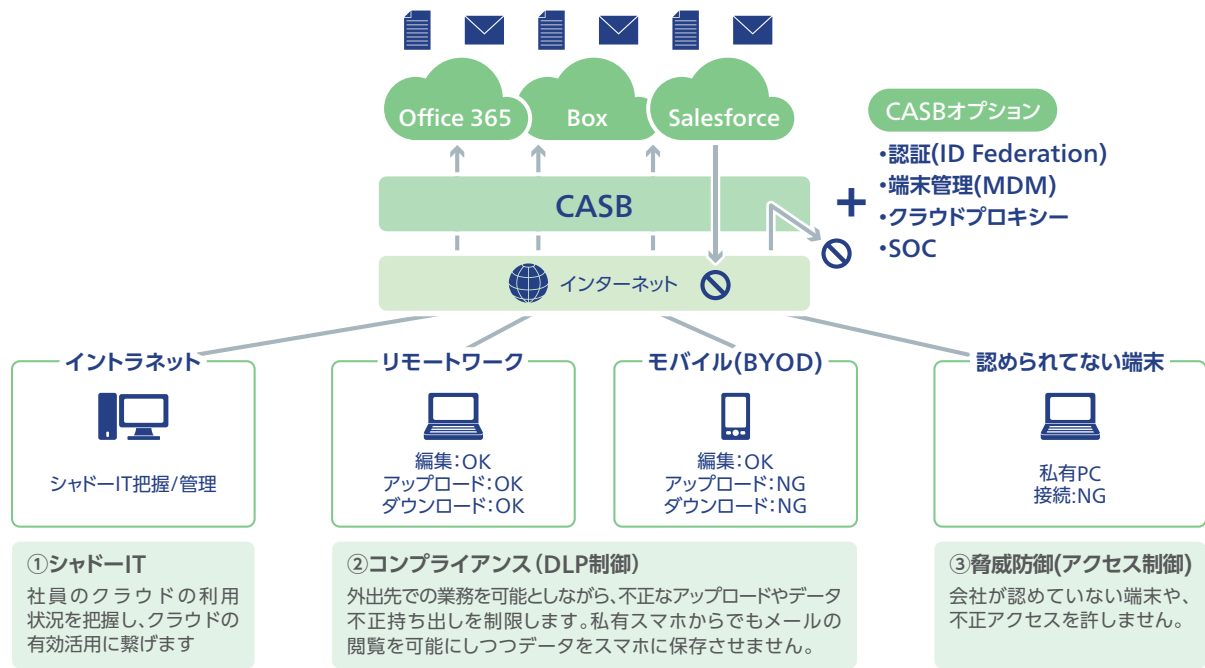 Office 365
Box
Salesforce
CASBオプション
・認証(ID Federation)
・端末管理(MDM)
・クラウドプロキシー
・SOC
CASB
+
インターネット
イントラネット
シャドーIT把握/管理
リモートワーク
編集：OK
アップロード：OK
ダウンロード：OK
モバイル(BYOD)
編集：OK
アップロード：NG
ダウンロード：NG
認められてない端末
私有PC
接続:NG
①シャドーIT
社員のクラウドの利用
状況を把握し、クラウドの
有効活用に繋げます
②コンプライアンス（DLP制御）
外出先での業務を可能としながら、不正なアップロードやデータ
不正持ち出しを制限します。私有スマホからでもメールの
閲覧を可能にしつつデータをスマホに保存させません。
③脅威防御(アクセス制御)
会社が認めていない端末や、
不正アクセスを許しません。